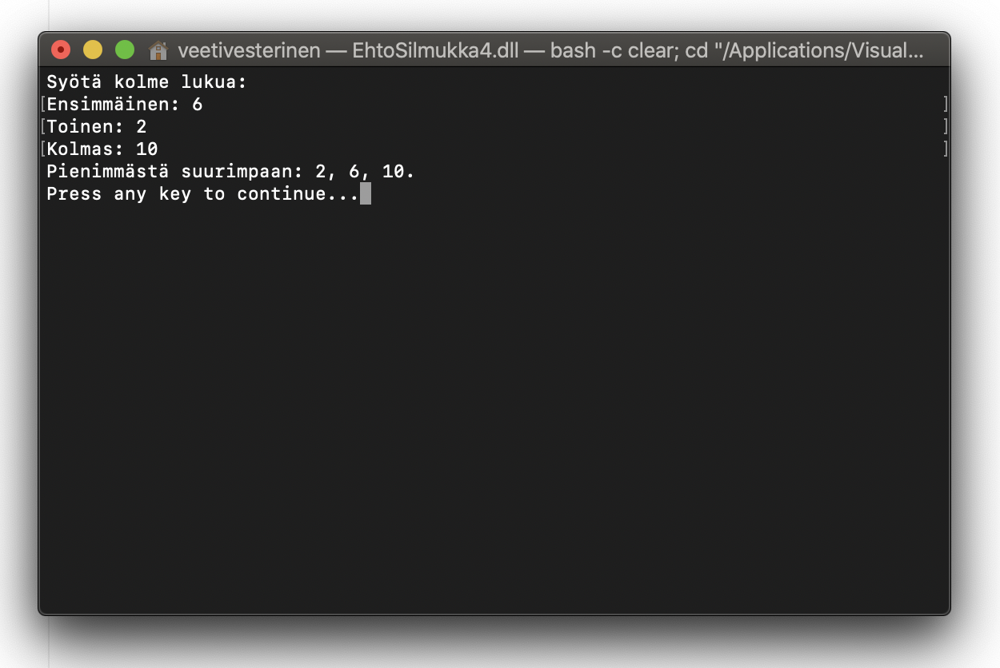 veetivesterinen — EhtoSilmukka4.dll — bash -c clear; cd "/Applications/Visual...
Syötä kolme lukua:
[Ensimmäinen: 6 ]
[Toinen: 2 ]
[Kolmas: 10 ]
Pienimmästä suurimpaan: 2, 6, 10.
Press any key to continue...